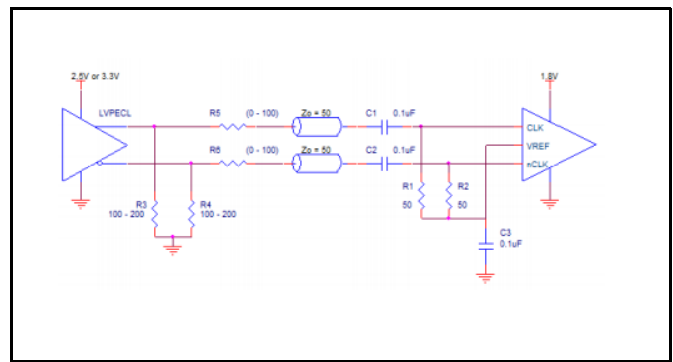 2.5V or 3.3V
1.8V
LVPECL
R5 (0 - 100) Zo = 50 C1 0.1uF
CLK
VREF
R6 (0 - 100) Zo = 50 C2 0.1uF
nCLK
R1
50
R2
50
R3
100 - 200
R4
100 - 200
C3
0.1uF